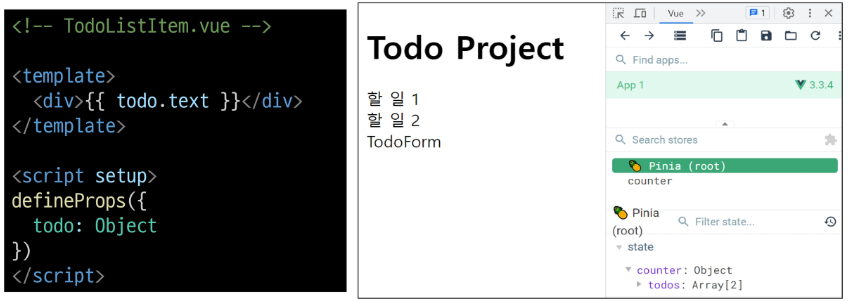 <!-- TodoListItem.vue -->
<template>
  <div>{{ todo.text }}</div>
</template>
<script setup>
defineProps({
  todo: Object
})
</script>
Todo Project
할 일 1
할 일 2
TodoForm
Vue
1
Find apps...
App 1
3.3.4
Search stores
Pinia (root)
counter
Pinia
(root)
Filter state...
state
counter: Object
todos: Array[2]